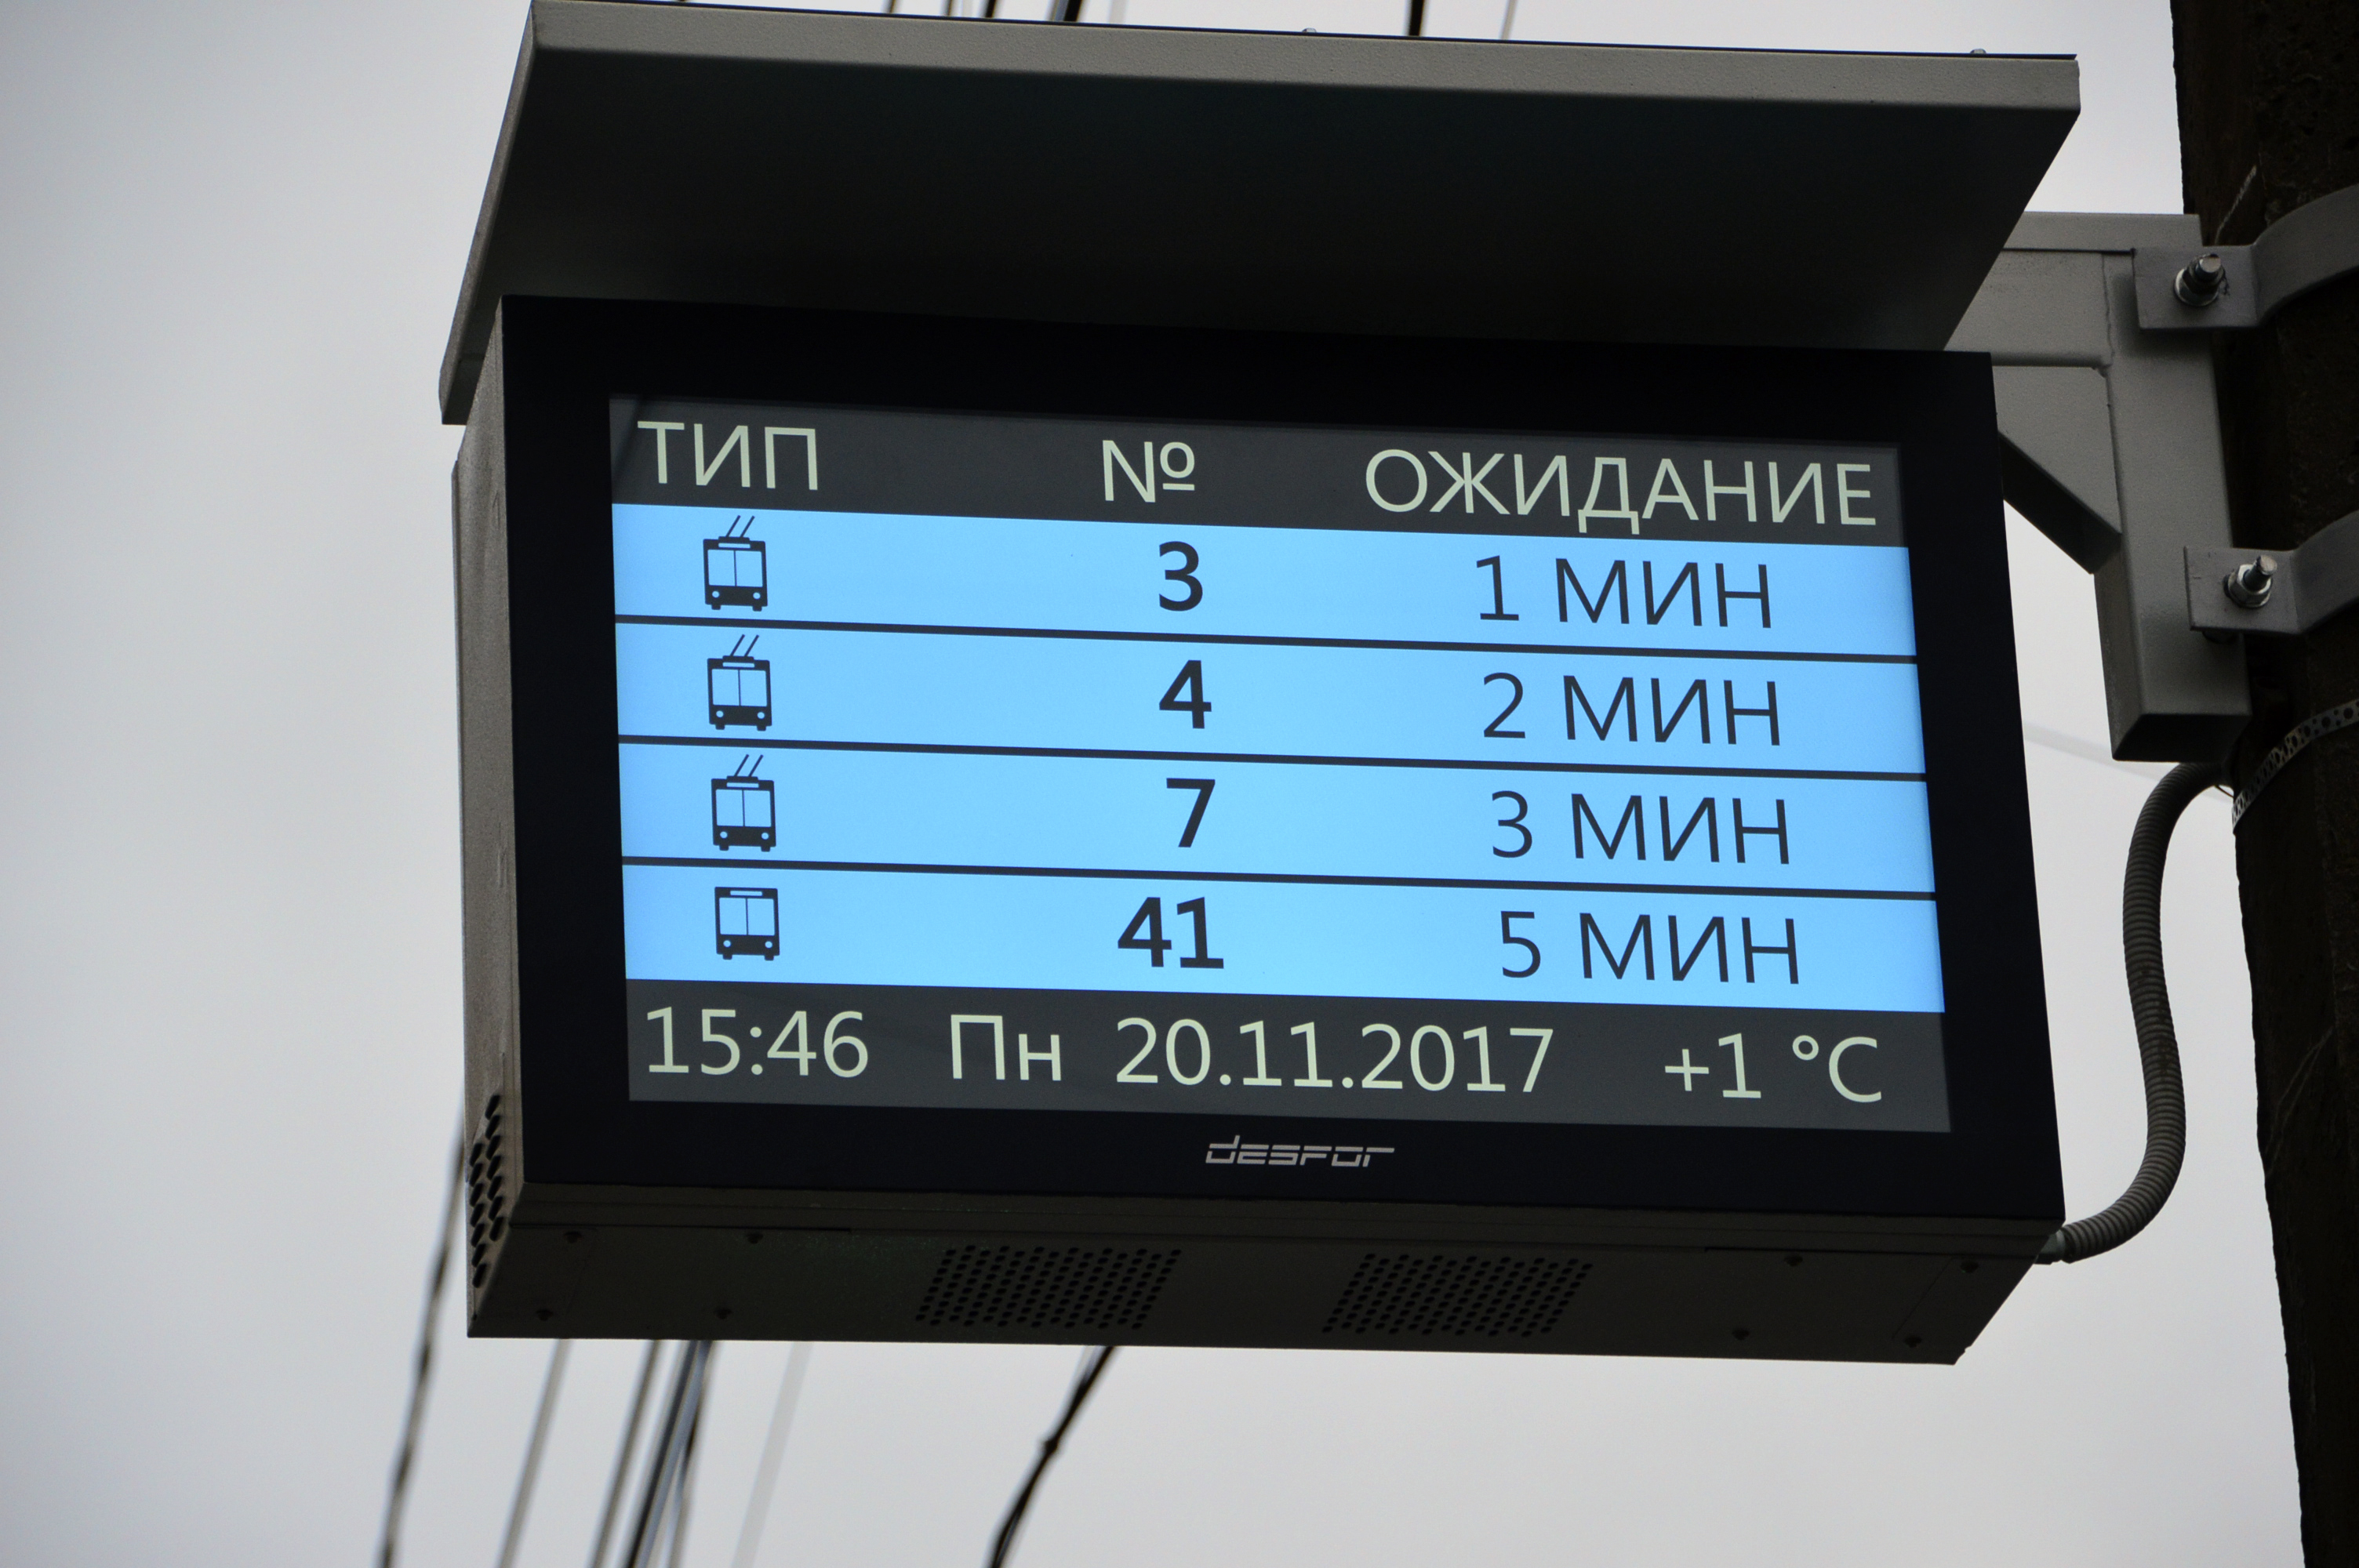 ТИП № ОЖИДАНИЕ
3 1 МИН
4 2 МИН
7 3 МИН
41 5 МИН
15:46 Пн 20.11.2017 +1 °C
desfor